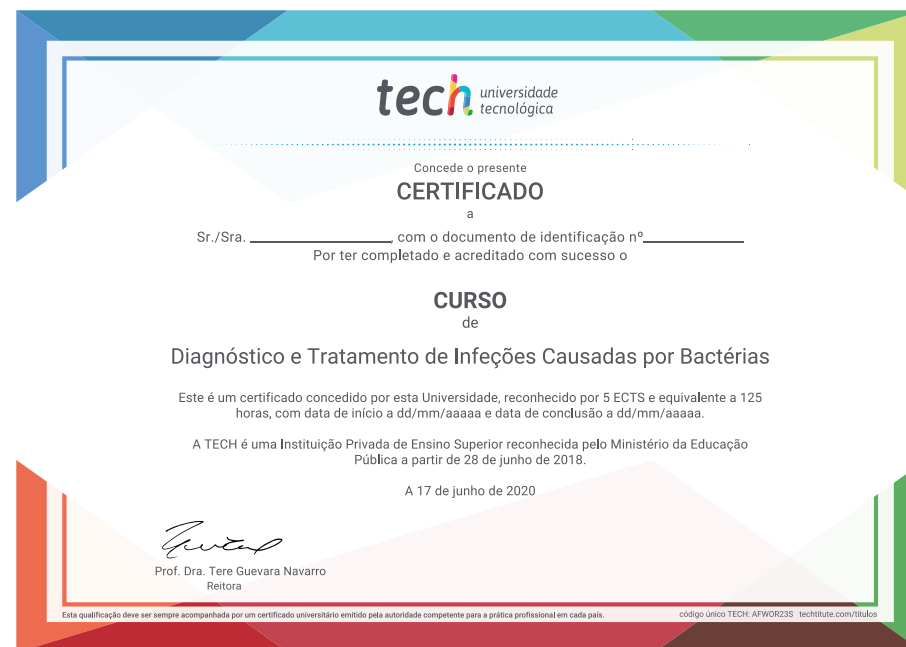 tech universidade
tecnológica
Concede o presente
CERTIFICADO
a
Sr./Sra. ____________________, com o documento de identificação nº______________
Por ter completado e acreditado com sucesso o
CURSO
de
Diagnóstico e Tratamento de Infeções Causadas por Bactérias
Este é um certificado concedido por esta Universidade, reconhecido por 5 ECTS e equivalente a 125
horas, com data de início a dd/mm/aaaaa e data de conclusão a dd/mm/aaaaa.
A TECH é uma Instituição Privada de Ensino Superior reconhecida pelo Ministério da Educação
Pública a partir de 28 de junho de 2018.
A 17 de junho de 2020
Prof. Dra. Tere Guevara Navarro
Reitora
Esta qualificação deve ser sempre acompanhada por um certificado universitário emitido pela autoridade competente para a prática profissional em cada país.
código único TECH: AFWOR23S techtitute.com/titulos